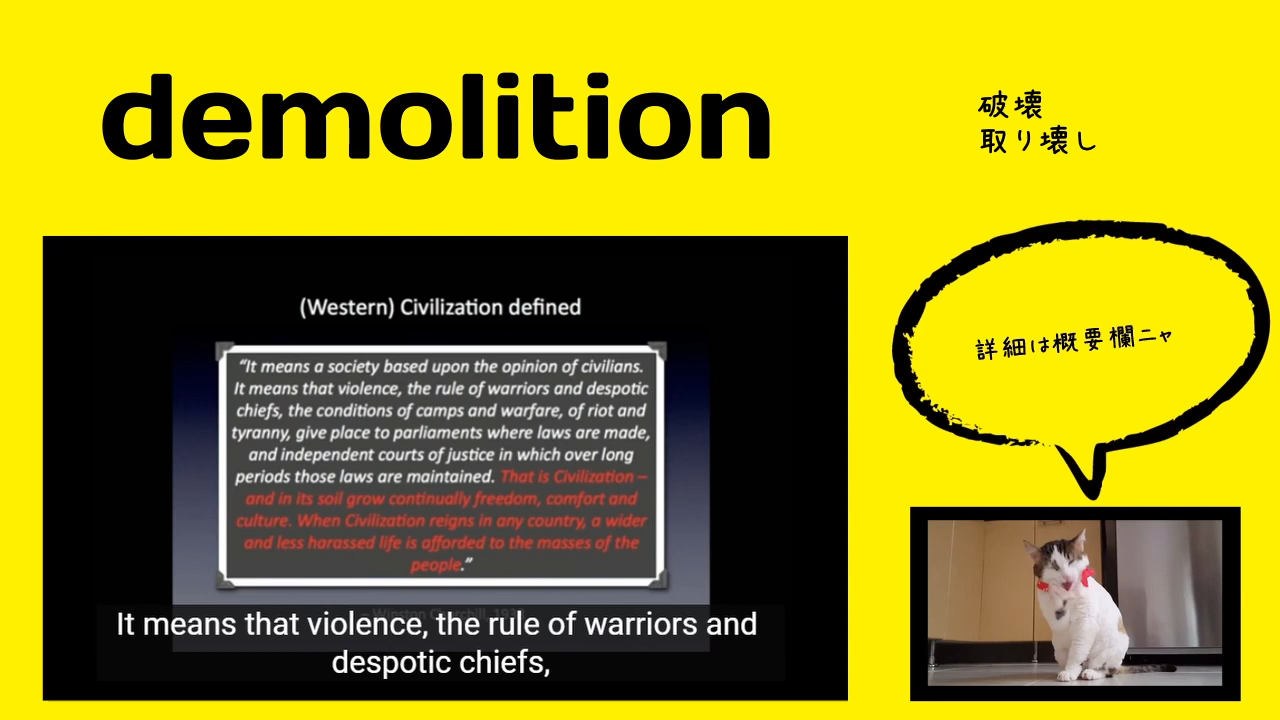 demolition
破壊
取り壊し
(Western) Civilization defined
“It means a society based upon the opinion of civilians.
It means that violence, the rule of warriors and despotic
chiefs, the conditions of camps and warfare, of riot and
tyranny, give place to parliaments where laws are made,
and independent courts of justice in which over long
periods those laws are maintained. That is Civilization –
and in its soil grow continually freedom, comfort and
culture. When Civilization reigns in any country, a wider
and less harassed life is afforded to the masses of the
people.”
It means that violence, the rule of warriors and
despotic chiefs,
詳細は概要欄ニャ